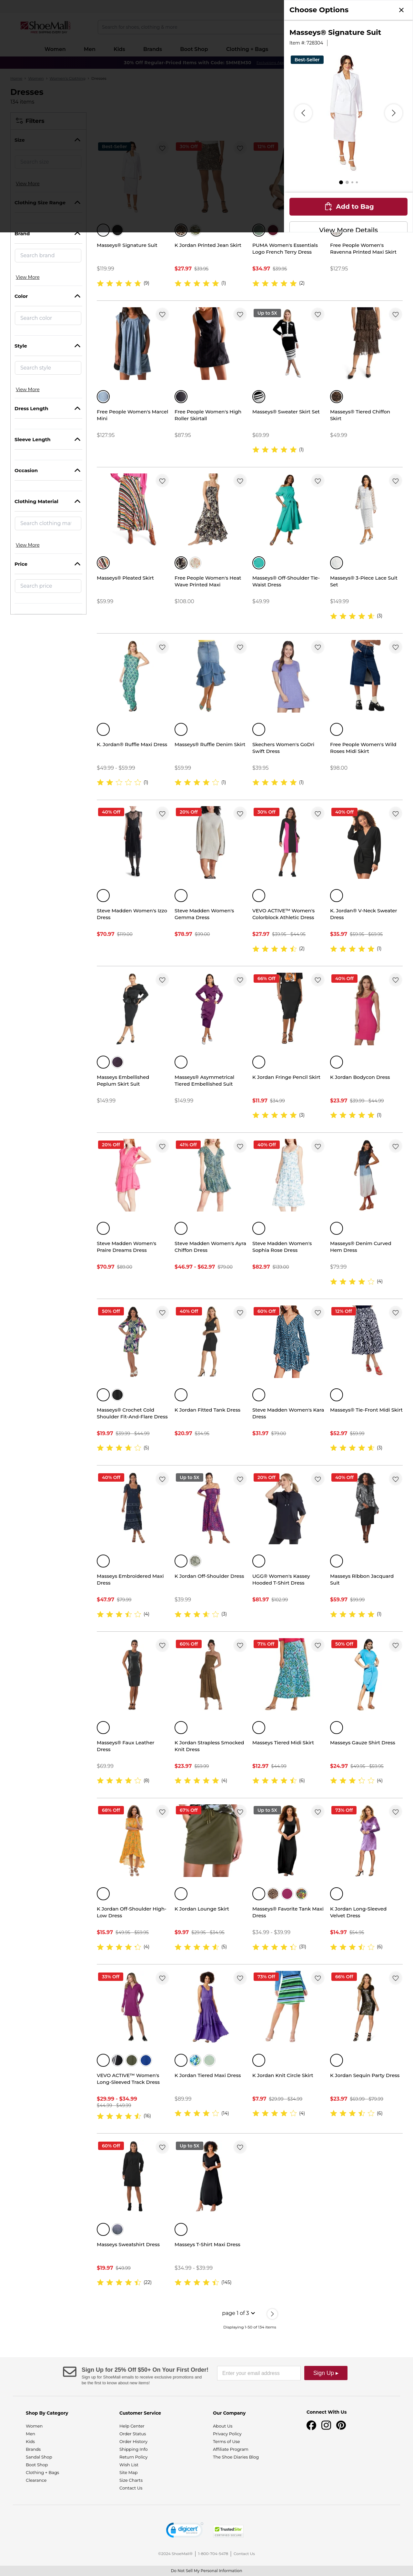 Choose Options
Masseys® Signature Suit
Item #: 728304
Best-Seller
Add to Bag
View More Details
ShoeMall
Women
Men
Kids
Brands
Boot Shop
Clothing + Bags
Dresses
134 items
Filters
Size
View More
Clothing Size Range
Brand
Search brand
View More
Color
Search color
Style
Search style
View More
Dress Length
Sleeve Length
Occasion
Clothing Material
Search clothing mat
View More
Price
Search price
Masseys® Signature Suit
$119.99
(9)
K Jordan Printed Jean Skirt
$27.97 $39.95
(1)
PUMA Women's Essentials Logo French Terry Dress
$34.97 $39.95
(2)
Free People Women's Ravenna Printed Maxi Skirt
$127.95
Free People Women's Marcel Mini
$127.95
Free People Women's High Roller Skirtall
$87.95
Up to 5X
Masseys® Sweater Skirt Set
$69.99
(1)
Masseys® Tiered Chiffon Skirt
$49.99
Masseys® Pleated Skirt
$59.99
Free People Women's Heat Wave Printed Maxi
$108.00
Masseys® Off-Shoulder Tie-Waist Dress
$49.99
Masseys® 3-Piece Lace Suit Set
$149.99
(3)
K. Jordan® Ruffle Maxi Dress
$49.99 - $59.99
(1)
Masseys® Ruffle Denim Skirt
$59.99
(1)
Skechers Women's GoDri Swift Dress
$39.95
(1)
Free People Women's Wild Roses Midi Skirt
$98.00
40% Off
Steve Madden Women's Izzo Dress
$70.97 $119.00
20% Off
Steve Madden Women's Gemma Dress
$78.97 $99.00
30% Off
VEVO ACTIVE™ Women's Colorblock Athletic Dress
$27.97 $39.95 - $44.95
(2)
40% Off
K. Jordan® V-Neck Sweater Dress
$35.97 $59.95 - $69.95
(1)
Masseys Embellished Peplum Skirt Suit
$149.99
Masseys® Asymmetrical Tiered Embellished Suit
$149.99
66% Off
K Jordan Fringe Pencil Skirt
$11.97 $34.99
(3)
40% Off
K Jordan Bodycon Dress
$23.97 $39.99 - $44.99
(1)
20% Off
Steve Madden Women's Praire Dreams Dress
$70.97 $89.00
41% Off
Steve Madden Women's Aya Chiffon Dress
$46.97 - $62.97 $79.00
40% Off
Steve Madden Women's Sophia Rose Dress
$82.97 $139.00
Masseys® Denim Curved Hem Dress
$79.99
(4)
50% Off
Masseys® Crochet Cold Shoulder Fit-And-Flare Dress
$19.97 $39.99 - $44.99
(5)
40% Off
K Jordan Fitted Tank Dress
$20.97 $34.95
60% Off
Steve Madden Women's Kara Dress
$31.97 $79.00
12% Off
Masseys® Tie-Front Midi Skirt
$52.97 $59.99
(3)
40% Off
Masseys Embroidered Maxi Dress
$47.97 $79.99
(4)
Up to 5X
K Jordan Off-Shoulder Dress
$39.99
(3)
20% Off
UGG® Women's Kassey Hooded T-Shirt Dress
$81.97 $102.99
40% Off
Masseys Ribbon Jacquard Suit
$59.97 $99.99
(1)
Masseys® Faux Leather Dress
$69.99
(8)
60% Off
K Jordan Strapless Smocked Knit Dress
$23.97 $59.99
(4)
71% Off
Masseys Tiered Midi Skirt
$12.97 $44.99
(6)
50% Off
Masseys Gauze Shirt Dress
$24.97 $49.95 - $59.95
(4)
68% Off
K Jordan Off-Shoulder High-Low Dress
$15.97 $49.95 - $59.95
(4)
67% Off
K Jordan Lounge Skirt
$9.97 $29.95 - $34.95
(5)
Up to 5X
Masseys® Favorite Tank Maxi Dress
$34.99 - $39.99
(31)
73% Off
K Jordan Long-Sleeved Velvet Dress
$14.97 $54.95
(6)
33% Off
VEVO ACTIVE™ Women's Long-Sleeved Track Dress
$29.99 - $34.99
$44.99 - $49.99
(16)
K Jordan Tiered Maxi Dress
$89.99
(14)
73% Off
K Jordan Knit Circle Skirt
$7.97 $29.99 - $34.99
(4)
66% Off
K Jordan Sequin Party Dress
$23.97 $69.99 - $79.99
(6)
60% Off
Masseys Sweatshirt Dress
$19.97 $49.99
(22)
Up to 5X
Masseys T-Shirt Maxi Dress
$34.99 - $39.99
(145)
page 1 of 3
Displaying 1-50 of 134 items
Sign Up for 25% Off $50+ On Your First Order!
Sign up for ShoeMall emails to receive exclusive promotions and
be the first to know about new items!
Enter your email address
Sign Up ▸
Shop By Category
Women
Men
Kids
Brands
Sandal Shop
Boot Shop
Clothing + Bags
Clearance
Customer Service
Help Center
Order Status
Order History
Shipping Info
Return Policy
Wish List
Site Map
Size Charts
Contact Us
Our Company
About Us
Privacy Policy
Terms of Use
Affiliate Program
The Shoe Diaries Blog
Connect With Us
digicert
TrustedSite
CERTIFIED SECURE
©2024 ShoeMall® | 1-800-704-5478 | Contact Us
Do Not Sell My Personal Information